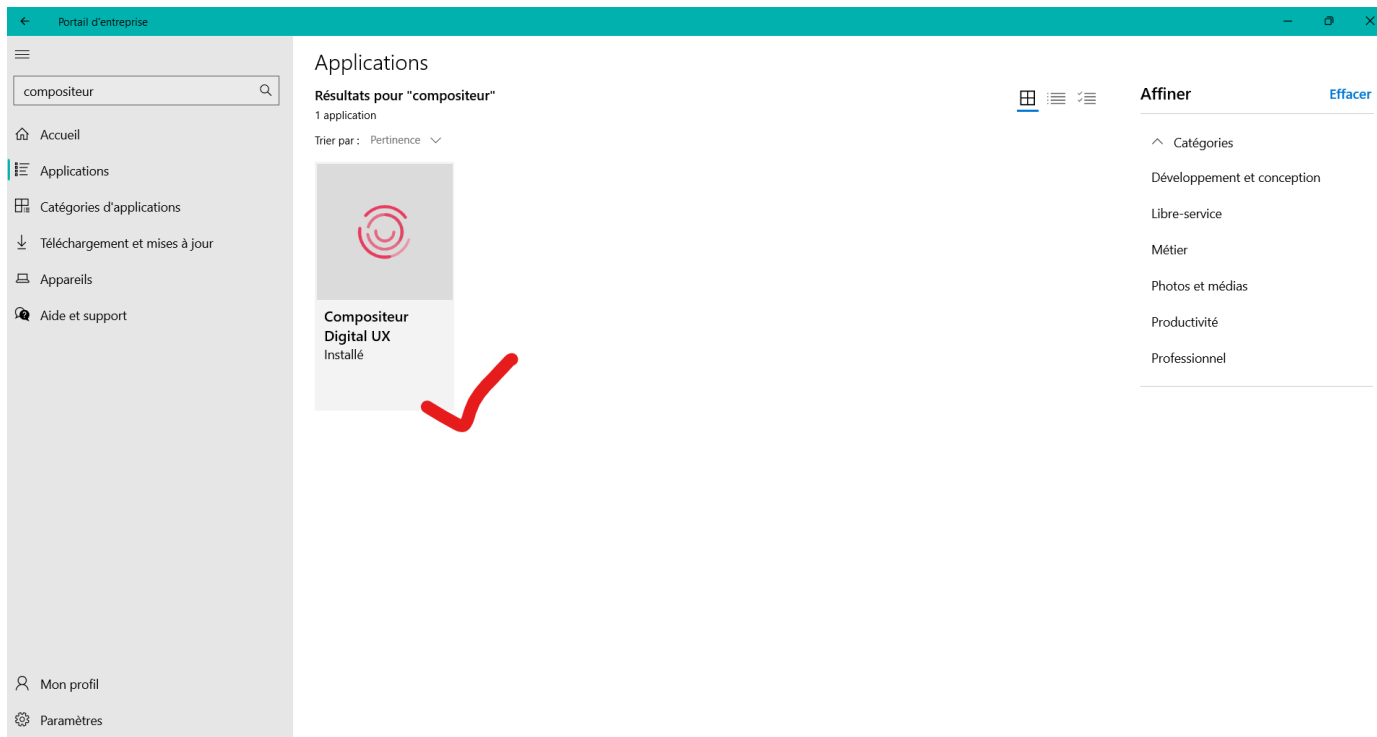 Portail d'entreprise
compositeur
Accueil
Applications
Catégories d'applications
Téléchargement et mises à jour
Appareils
Aide et support
Mon profil
Paramètres
Applications
Résultats pour "compositeur"
1 application
Trier par : Pertinence
Compositeur
Digital UX
Installé
Affiner Effacer
Catégories
Développement et conception
Libre-service
Métier
Photos et médias
Productivité
Professionnel